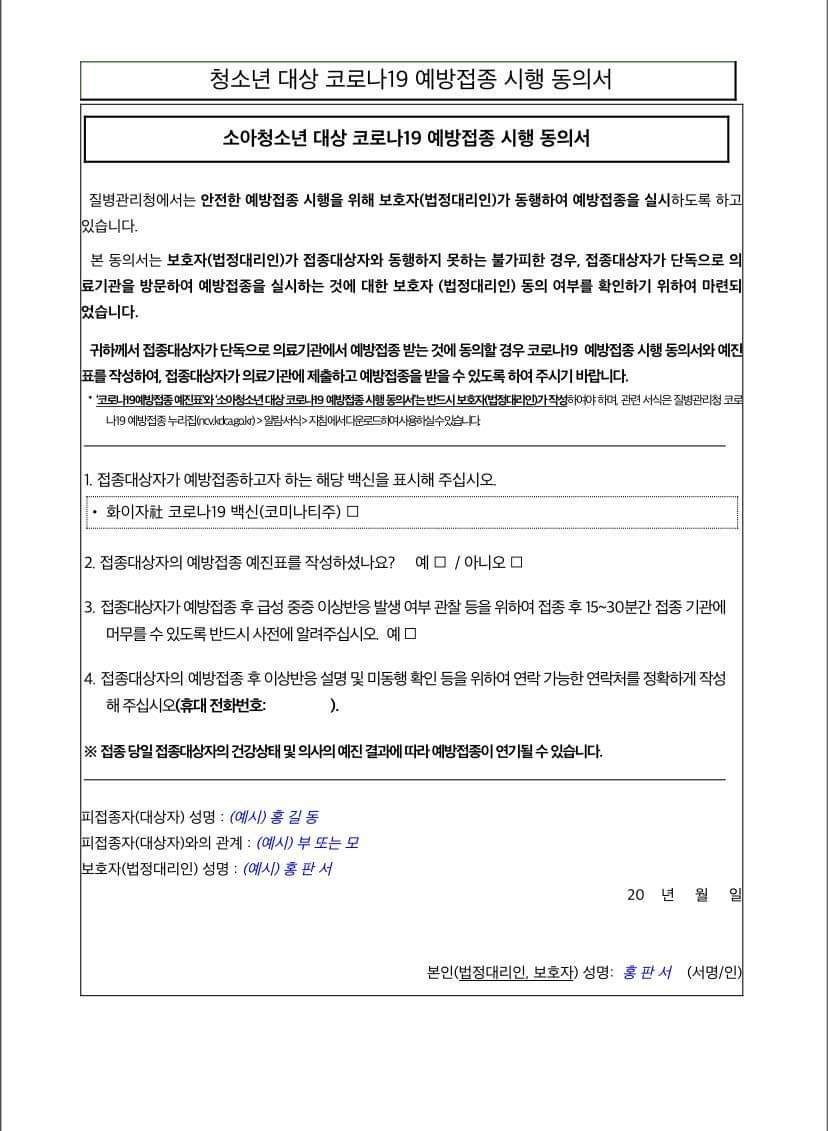 청소년 대상 코로나19 예방접종 시행 동의서
소아청소년 대상 코로나19 예방접종 시행 동의서
질병관리청에서는 안전한 예방접종 시행을 위해 보호자(법정대리인)가 동행하여 예방접종을 실시하도록 하고
있습니다.
본 동의서는 보호자(법정대리인)가 접종대상자와 동행하지 못하는 불가피한 경우, 접종대상자가 단독으로 의
료기관을 방문하여 예방접종을 실시하는 것에 대한 보호자 (법정대리인) 동의 여부를 확인하기 위하여 마련되
었습니다.
귀하께서 접종대상자가 단독으로 의료기관에서 예방접종 받는 것에 동의할 경우 코로나19 예방접종 시행 동의서와 예진
표를 작성하여, 접종대상자가 의료기관에 제출하고 예방접종을 받을 수 있도록 하여 주시기 바랍니다.
* '코로나19예방접종 예진표'와 '소아청소년 대상 코로나19 예방접종 시행 동의서'는 반드시 보호자(법정대리인)가 작성하여야 하며, 관련 서식은 질병관리청 코로
나19 예방접종 누리집(ncv.kdca.go.kr) > 알림·서식 > 지침에서 다운로드하여 사용하실 수 있습니다.
1. 접종대상자가 예방접종하고자 하는 해당 백신을 표시해 주십시오.
• 화이자社 코로나19 백신(코미나티주) □
2. 접종대상자의 예방접종 예진표를 작성하셨나요? 예 □ / 아니오 □
3. 접종대상자가 예방접종 후 급성 중증 이상반응 발생 여부 관찰 등을 위하여 접종 후 15~30분간 접종 기관에
머무를 수 있도록 반드시 사전에 알려주십시오. 예 □
4. 접종대상자의 예방접종 후 이상반응 설명 및 미동행 확인 등을 위하여 연락 가능한 연락처를 정확하게 작성
해 주십시오(휴대 전화번호: ).
※ 접종 당일 접종대상자의 건강상태 및 의사의 예진 결과에 따라 예방접종이 연기될 수 있습니다.
피접종자(대상자) 성명 : (예시) 홍 길 동
피접종자(대상자)와의 관계 : (예시) 부 또는 모
보호자(법정대리인) 성명 : (예시) 홍 판 서
20 년 월 일
본인(법정대리인, 보호자) 성명: 홍 판 서 (서명/인)